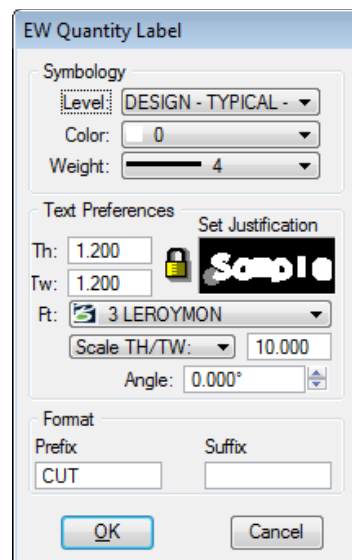 EW Quantity Label
Symbology
Level: DESIGN - TYPICAL -
Color: 0
Weight: 4
Text Preferences
Set Justification
Th: 1.200
Sample
Tw: 1.200
Ft: 3 LEROYMON
Scale TH/TW: 10.000
Angle: 0.000°
Format
Prefix Suffix
CUT
OK Cancel